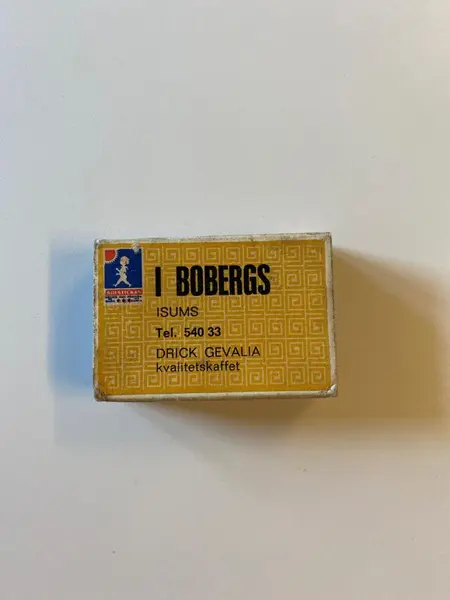 I BOBERGS
ISUMS
Tel. 540 33
DRICK GEVALIA
kvalitetskaffet